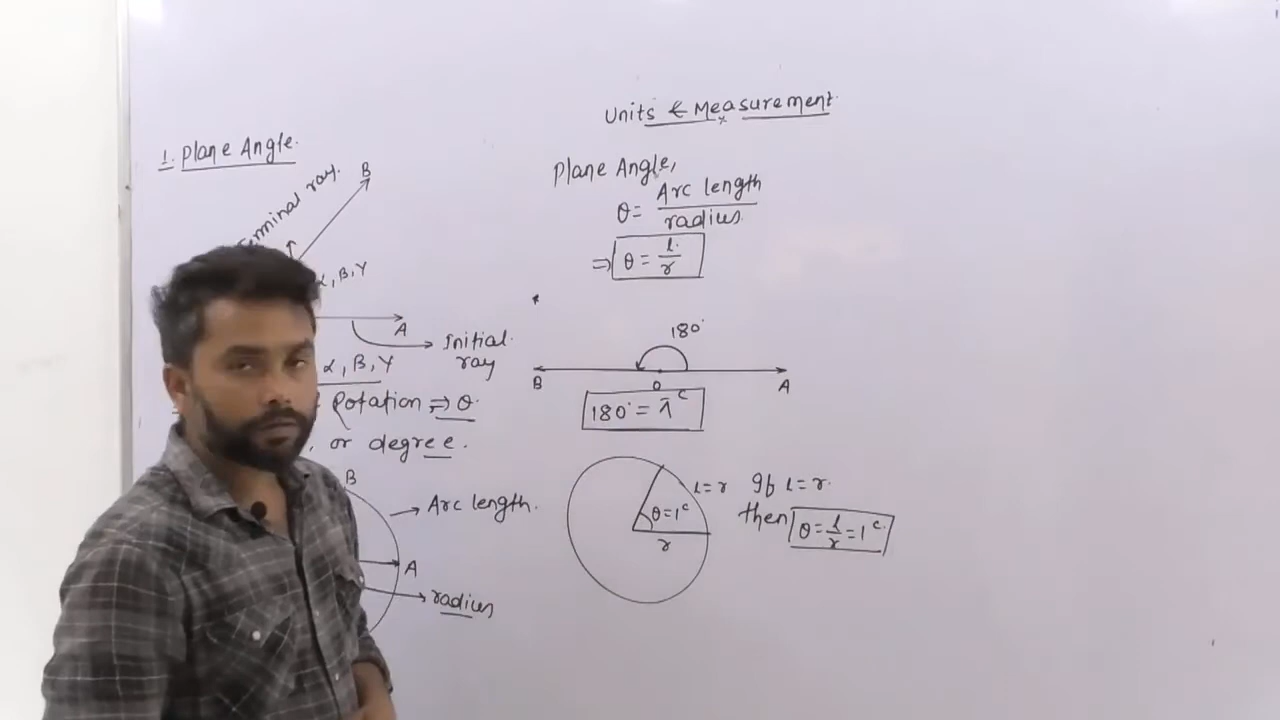 Units & Measurement
1. Plane Angle.
Terminal ray.
B
α, β, γ
A
Initial
ray
α, β, γ
Rotation ⇒ θ.
, or degree.
B
Arc length.
A
radius
Plane Angle,
θ = Arc length
radius.
⇒ θ = l/r
180°
B
O
A
180° = π^c
l = r
θ = 1^c
r
If l = r.
then θ = l/r = 1^c.